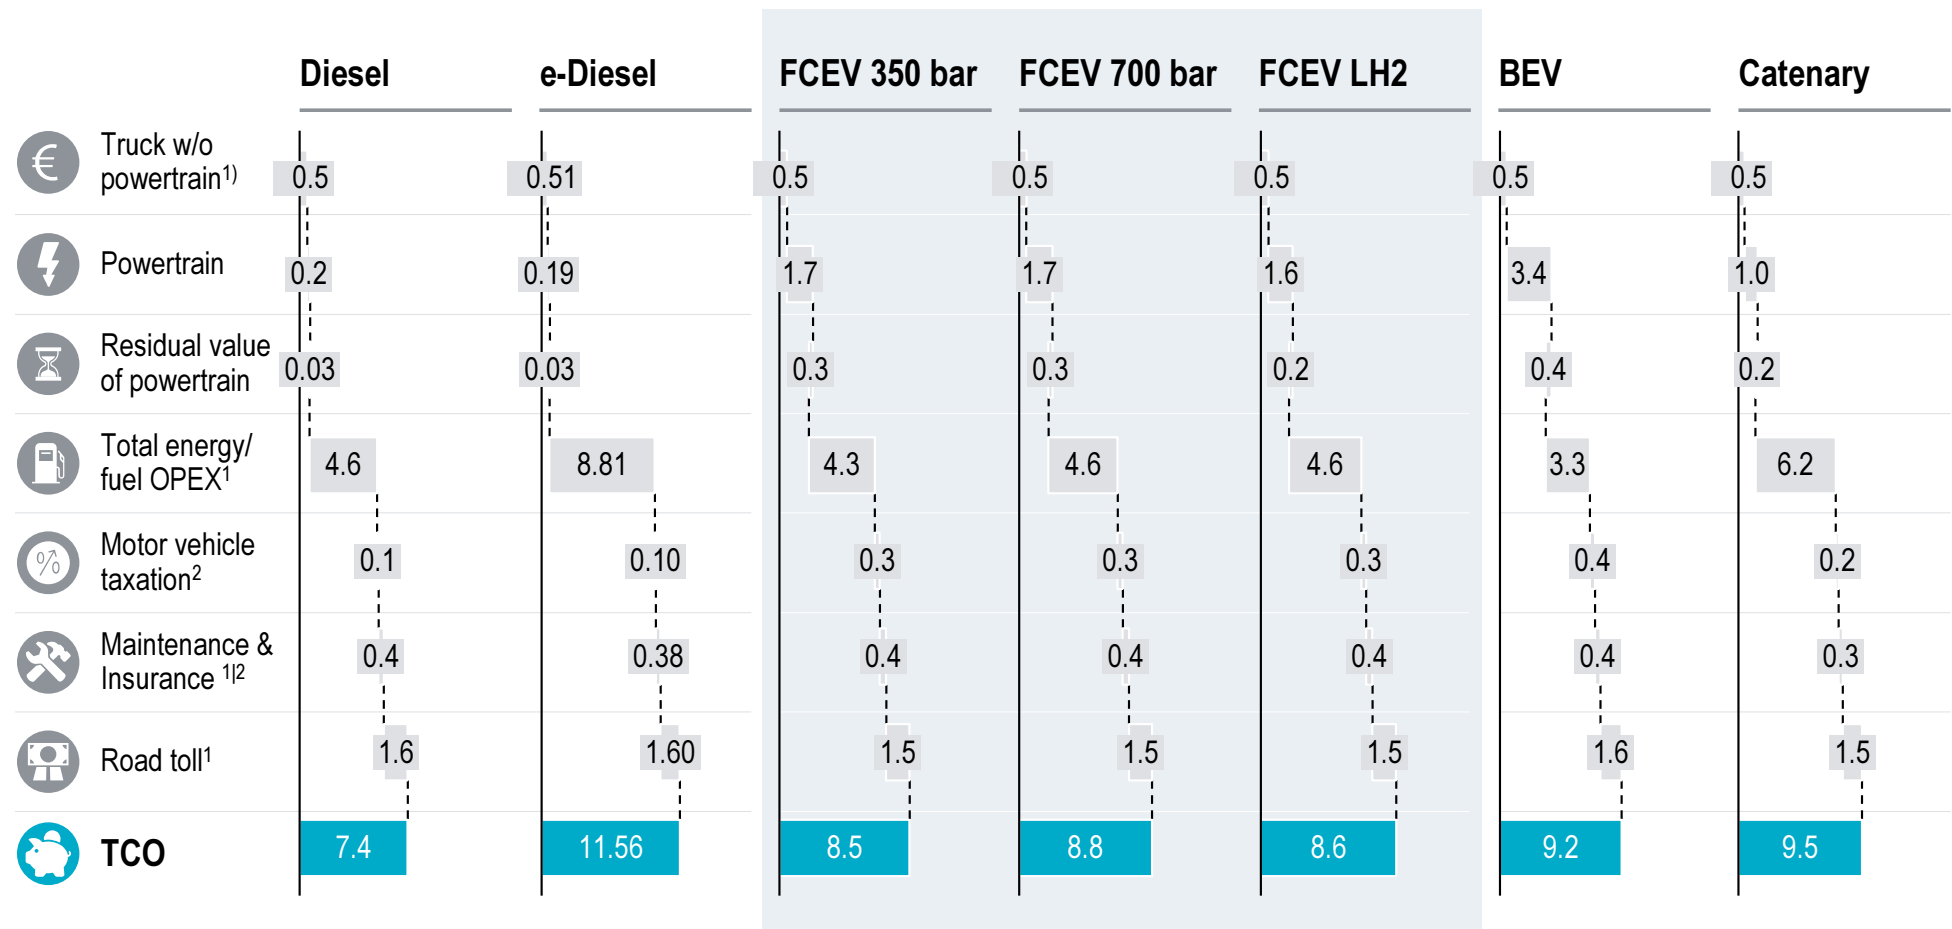 Diesel e-Diesel FCEV 350 bar FCEV 700 bar FCEV LH2 BEV Catenary
€ Truck w/o
powertrain1)
0.5 0.51 0.5 0.5 0.5 0.5 0.5
Powertrain
0.2 0.19 1.7 1.7 1.6 3.4 1.0
Residual value
of powertrain
0.03 0.03 0.3 0.3 0.2 0.4 0.2
Total energy/
fuel OPEX1
4.6 8.81 4.3 4.6 4.6 3.3 6.2
% Motor vehicle
taxation2
0.1 0.10 0.3 0.3 0.3 0.4 0.2
Maintenance &
Insurance 1|2
0.4 0.38 0.4 0.4 0.4 0.4 0.3
Road toll1
1.6 1.60 1.5 1.5 1.5 1.6 1.5
TCO
7.4 11.56 8.5 8.8 8.6 9.2 9.5